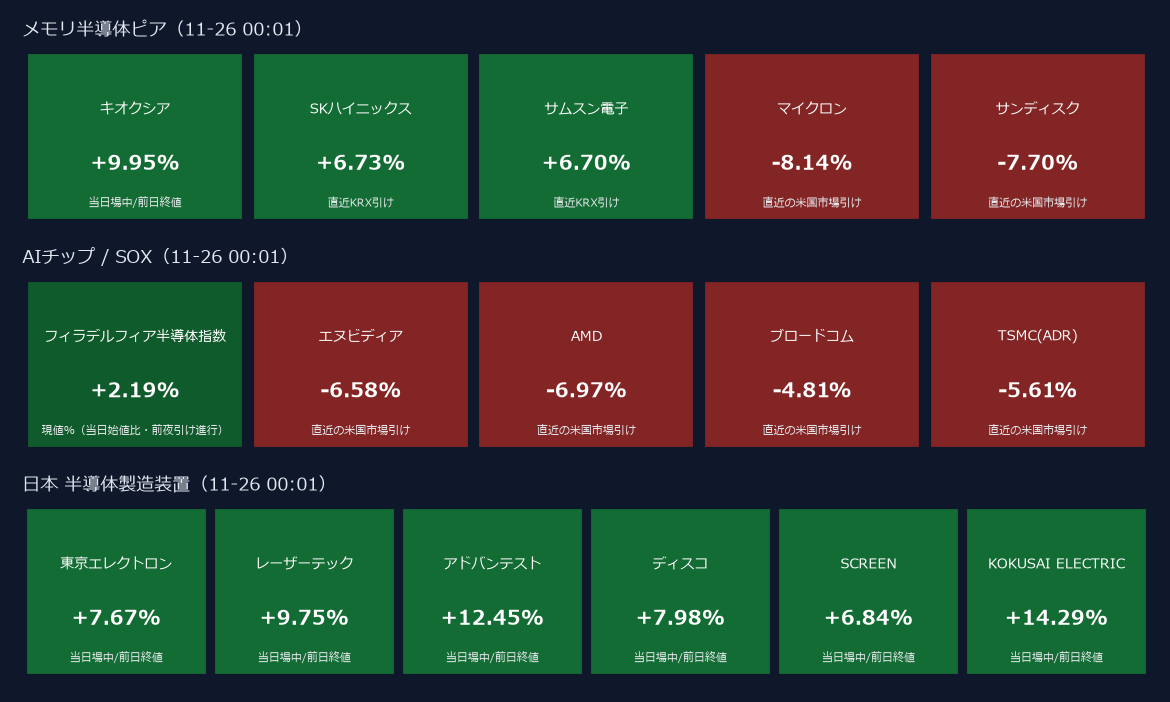 メモリ半導体ピア（11-26 00:01）
キオクシア
+9.95%
当日場中/前日終値
SKハイニックス
+6.73%
直近KRX引け
サムスン電子
+6.70%
直近KRX引け
マイクロン
-8.14%
直近の米国市場引け
サンディスク
-7.70%
直近の米国市場引け
AIチップ / SOX（11-26 00:01）
フィラデルフィア半導体指数
+2.19%
現値%（当日始値比・前夜引け進行）
エヌビディア
-6.58%
直近の米国市場引け
AMD
-6.97%
直近の米国市場引け
ブロードコム
-4.81%
直近の米国市場引け
TSMC(ADR)
-5.61%
直近の米国市場引け
日本 半導体製造装置（11-26 00:01）
東京エレクトロン
+7.67%
当日場中/前日終値
レーザーテック
+9.75%
当日場中/前日終値
アドバンテスト
+12.45%
当日場中/前日終値
ディスコ
+7.98%
当日場中/前日終値
SCREEN
+6.84%
当日場中/前日終値
KOKUSAI ELECTRIC
+14.29%
当日場中/前日終値